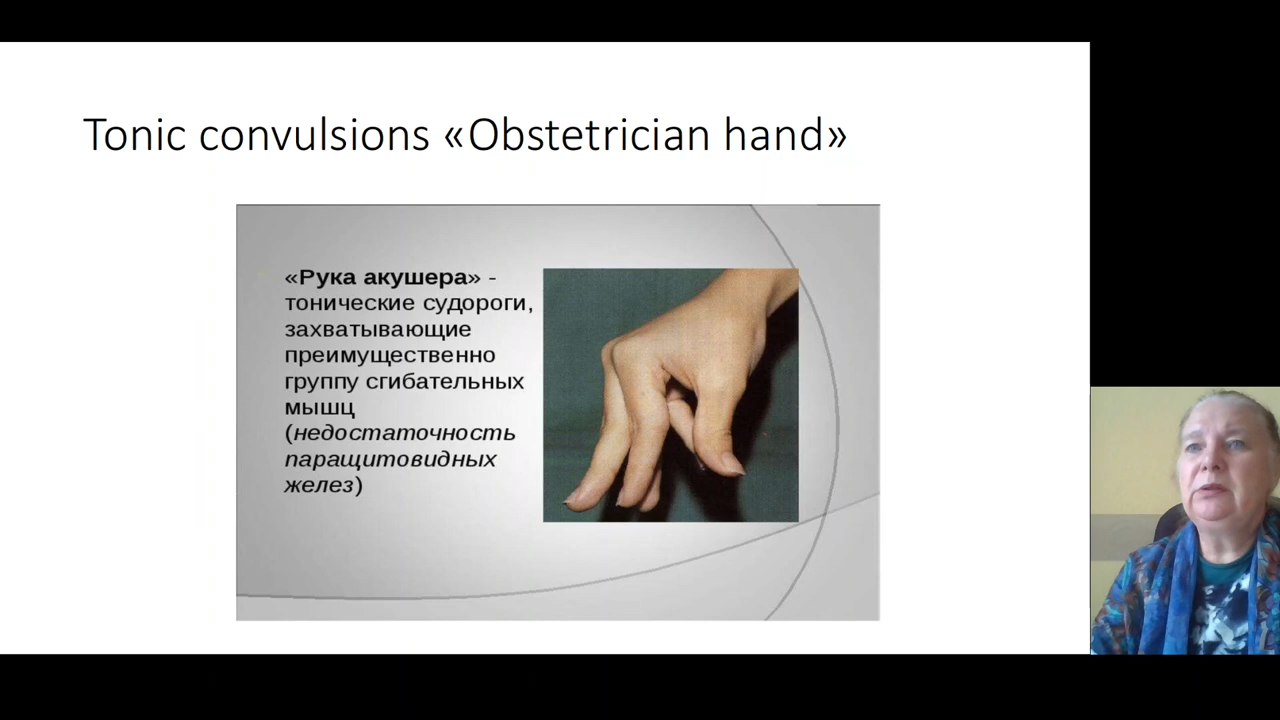 Tonic convulsions «Obstetrician hand»
«Рука акушера» -
тонические судороги,
захватывающие
преимущественно
группу сгибательных
мышц
(недостаточность
паращитовидных
желез)